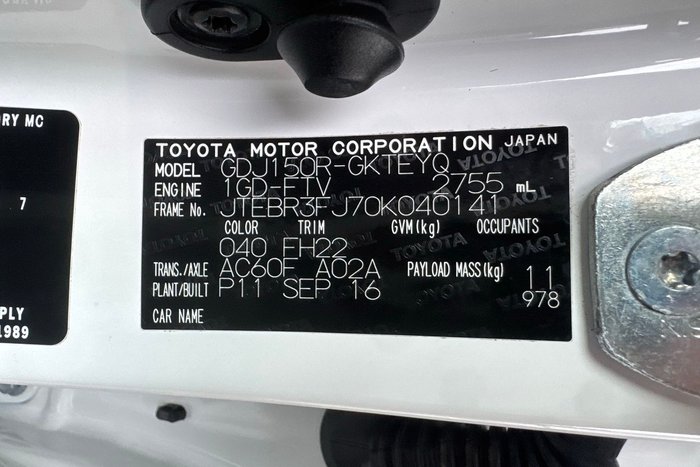 ORY MC
7
PLY
1989
TOYOTA MOTOR CORPORATION JAPAN
MODEL GDJ150R-GKTEYQ
ENGINE 1GD-FTV 2755 mL
FRAME No. JTEBR3FJ70K040141
COLOR TRIM GVM(kg) OCCUPANTS
040 FH22
TRANS./AXLE AC60F A02A PAYLOAD MASS(kg) 11
PLANT/BUILT P11 SEP 16 978
CAR NAME